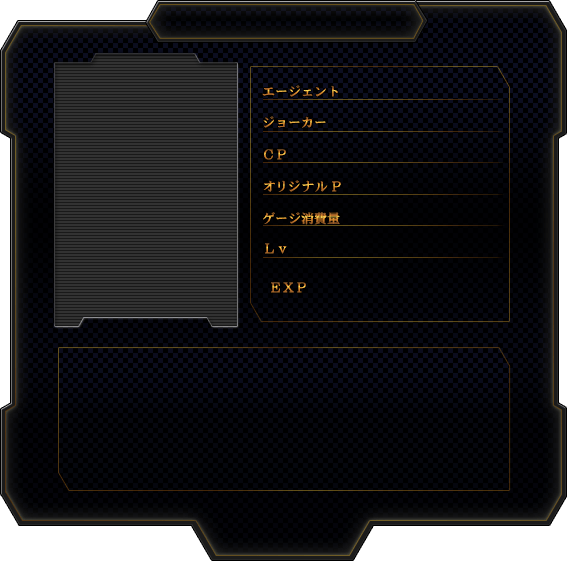 エージェント
ジョーカー
ＣＰ
オリジナルＰ
ゲージ消費量
Ｌｖ
ＥＸＰ